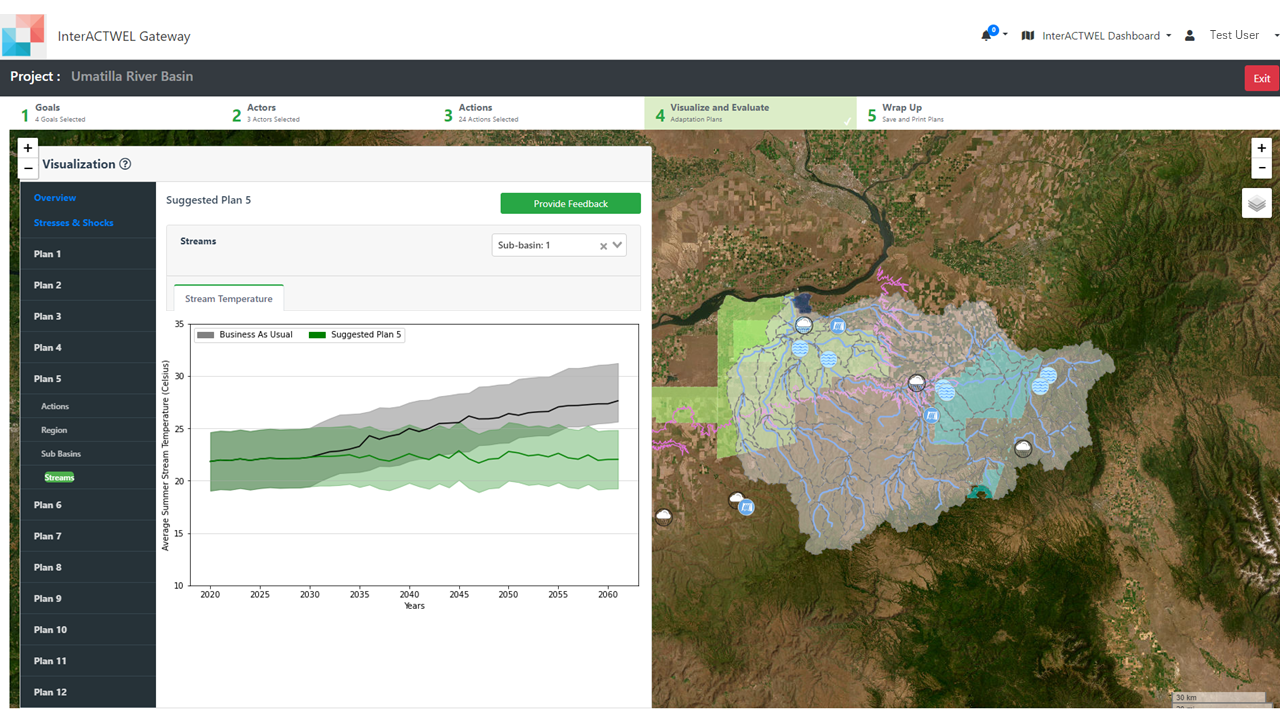 InterACTWEL Gateway
0
InterACTWEL Dashboard
Test User
Project : Umatilla River Basin
Exit
1 Goals
4 Goals Selected
2 Actors
3 Actors Selected
3 Actions
24 Actions Selected
4 Visualize and Evaluate
Adaptation Plans
5 Wrap Up
Save and Print Plans
+
−
Visualization ?
+
−
Overview
Stresses & Shocks
Plan 1
Plan 2
Plan 3
Plan 4
Plan 5
Actions
Region
Sub Basins
Streams
Plan 6
Plan 7
Plan 8
Plan 9
Plan 10
Plan 11
Plan 12
Suggested Plan 5
Provide Feedback
Streams
Sub-basin: 1
Stream Temperature
Business As Usual
Suggested Plan 5
Average Summer Stream Temperature (Celsius)
35
30
25
20
15
10
2020 2025 2030 2035 2040 2045 2050 2055 2060
Years
30 km